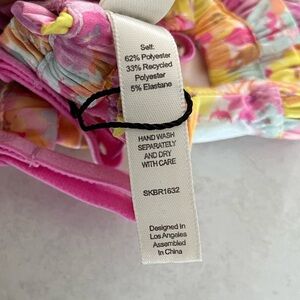 Self:
62% Polyester
33% Recycled
Polyester
5% Elastane
HAND WASH
SEPARATELY
AND DRY
WITH CARE
SKBR1632
Designed in
Los Angeles
Assembled
in China